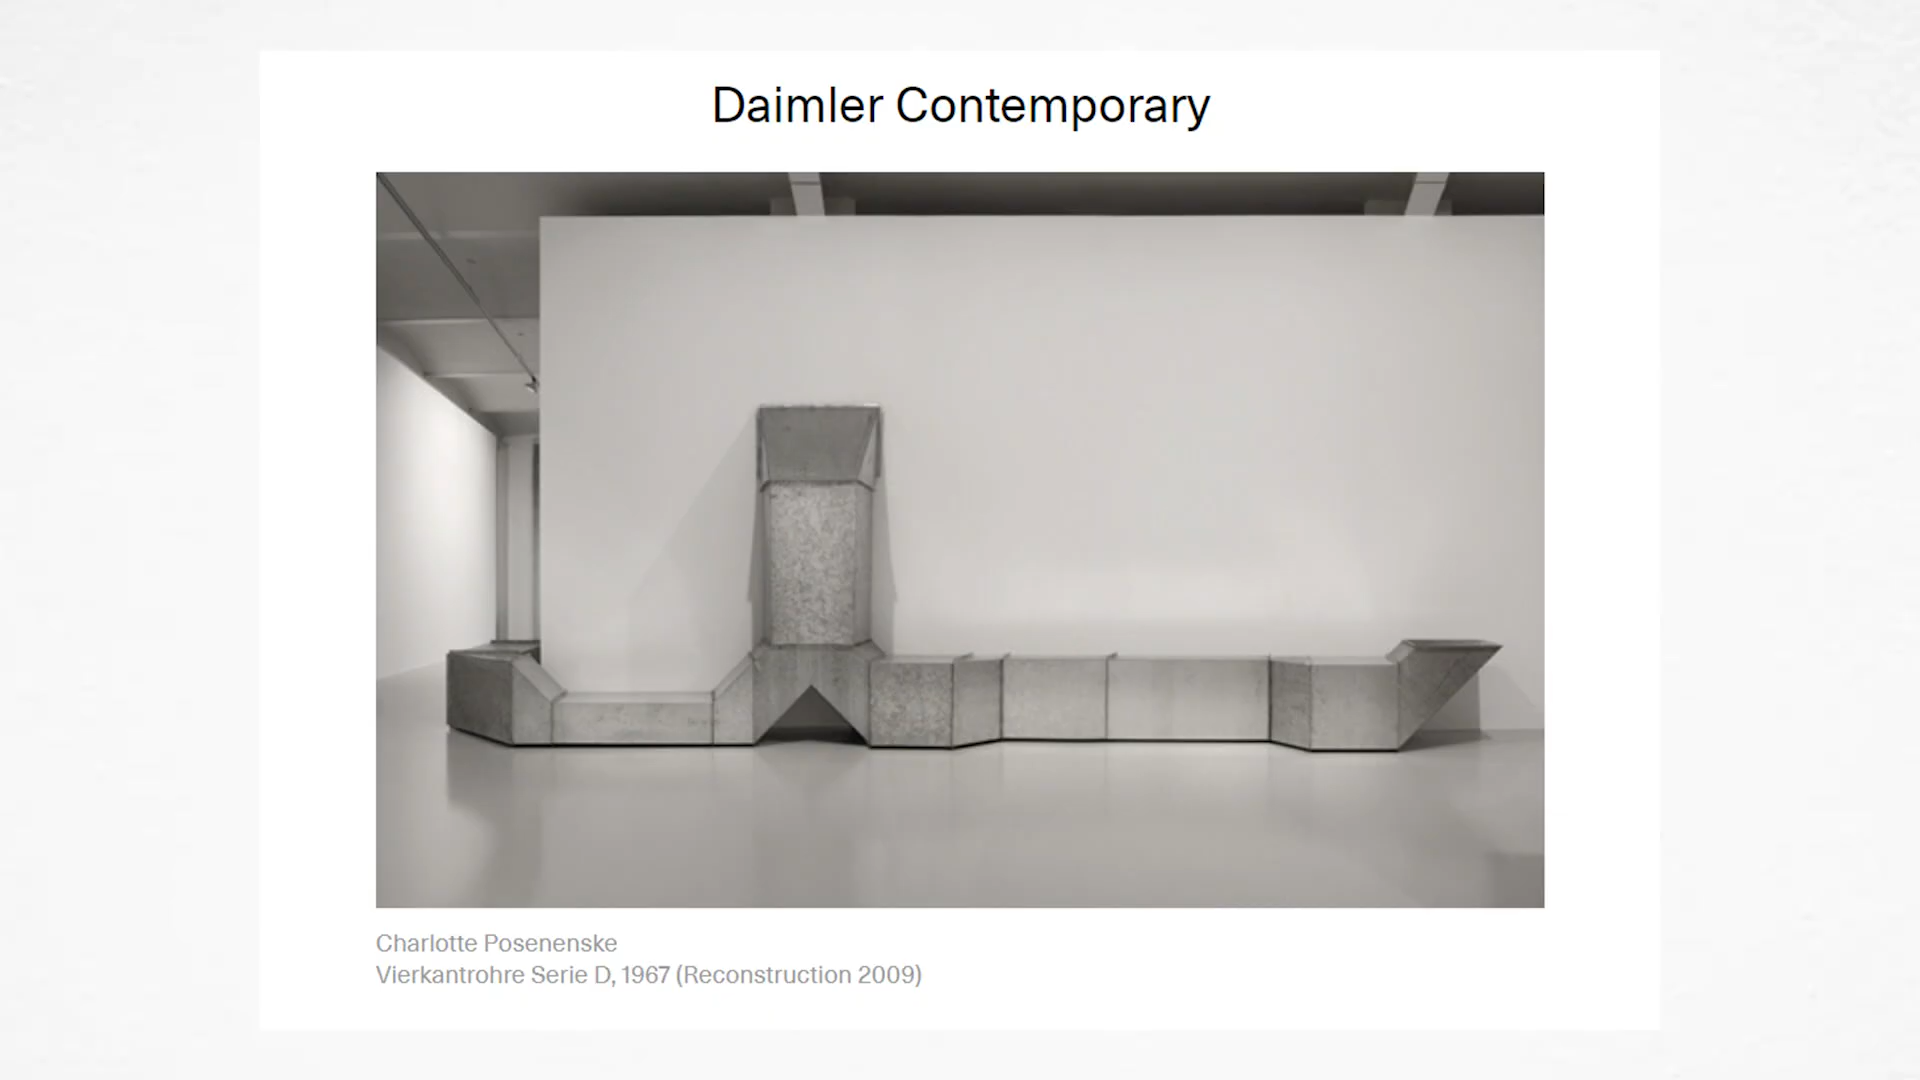 Daimler Contemporary
Charlotte Posenenske
Vierkantrohre Serie D, 1967 (Reconstruction 2009)